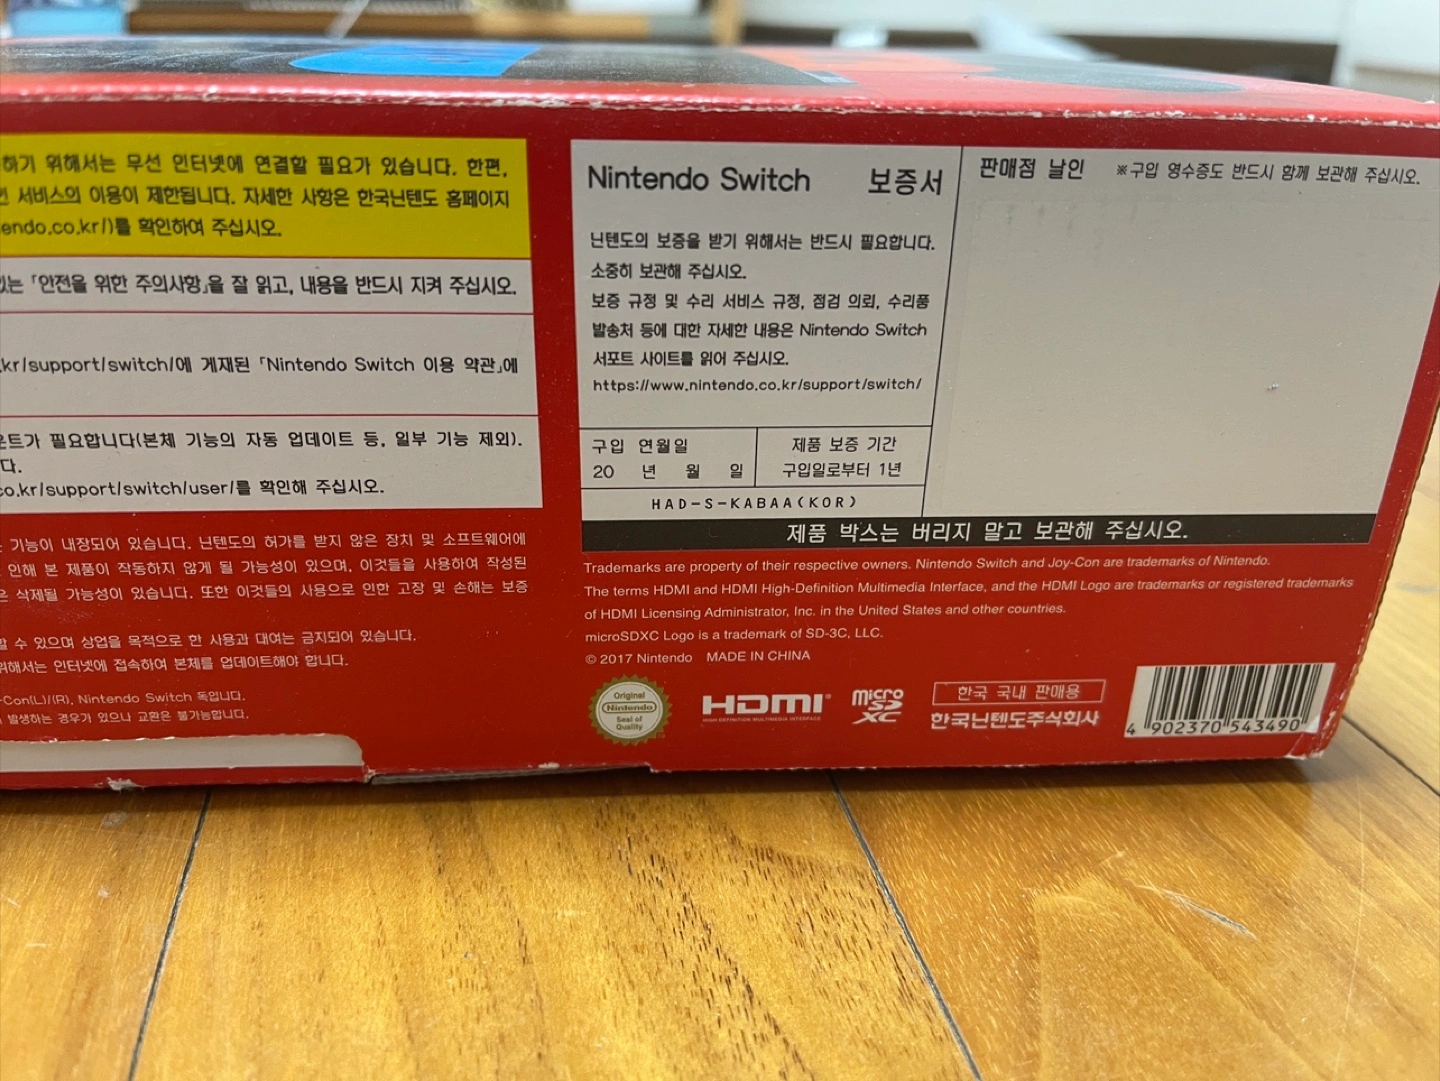 하기 위해서는 무선 인터넷에 연결할 필요가 있습니다. 한편,
서비스의 이용이 제한됩니다. 자세한 사항은 한국닌텐도 홈페이지
endo.co.kr/)를 확인하여 주십시오.
있는 「안전을 위한 주의사항」을 잘 읽고, 내용을 반드시 지켜 주십시오.
.kr/support/switch/에 게재된 「Nintendo Switch 이용 약관」에
운트가 필요합니다(본체 기능의 자동 업데이트 등, 일부 기능 제외).
다.
co.kr/support/switch/user/를 확인해 주십시오.
기능이 내장되어 있습니다. 닌텐도의 허가를 받지 않은 장치 및 소프트웨어에
인해 본 제품이 작동하지 않게 될 가능성이 있으며, 이것들을 사용하여 작성된
은 삭제될 가능성이 있습니다. 또한 이것들의 사용으로 인한 고장 및 손해는 보증
할 수 있으며 상업을 목적으로 한 사용과 대여는 금지되어 있습니다.
위해서는 인터넷에 접속하여 본체를 업데이트해야 합니다.
-Con(L)/(R), Nintendo Switch 독입니다.
발생하는 경우가 있으나 교환은 불가능합니다.
Nintendo Switch 보증서
닌텐도의 보증을 받기 위해서는 반드시 필요합니다.
소중히 보관해 주십시오.
보증 규정 및 수리 서비스 규정, 점검 의뢰, 수리품
발송처 등에 대한 자세한 내용은 Nintendo Switch
서포트 사이트를 읽어 주십시오.
https://www.nintendo.co.kr/support/switch/
구입 연월일
20 년 월 일
제품 보증 기간
구입일로부터 1년
HAD-S-KABAA(KOR)
판매점 날인 ※구입 영수증도 반드시 함께 보관해 주십시오.
제품 박스는 버리지 말고 보관해 주십시오.
Trademarks are property of their respective owners. Nintendo Switch and Joy-Con are trademarks of Nintendo.
The terms HDMI and HDMI High-Definition Multimedia Interface, and the HDMI Logo are trademarks or registered trademarks
of HDMI Licensing Administrator, Inc. in the United States and other countries.
microSDXC Logo is a trademark of SD-3C, LLC.
© 2017 Nintendo MADE IN CHINA
Original
Nintendo
Seal of
Quality
HDMI®
HIGH-DEFINITION MULTIMEDIA INTERFACE
micro
SD
XC
한국 국내 판매용
한국닌텐도주식회사
4 902370 543490